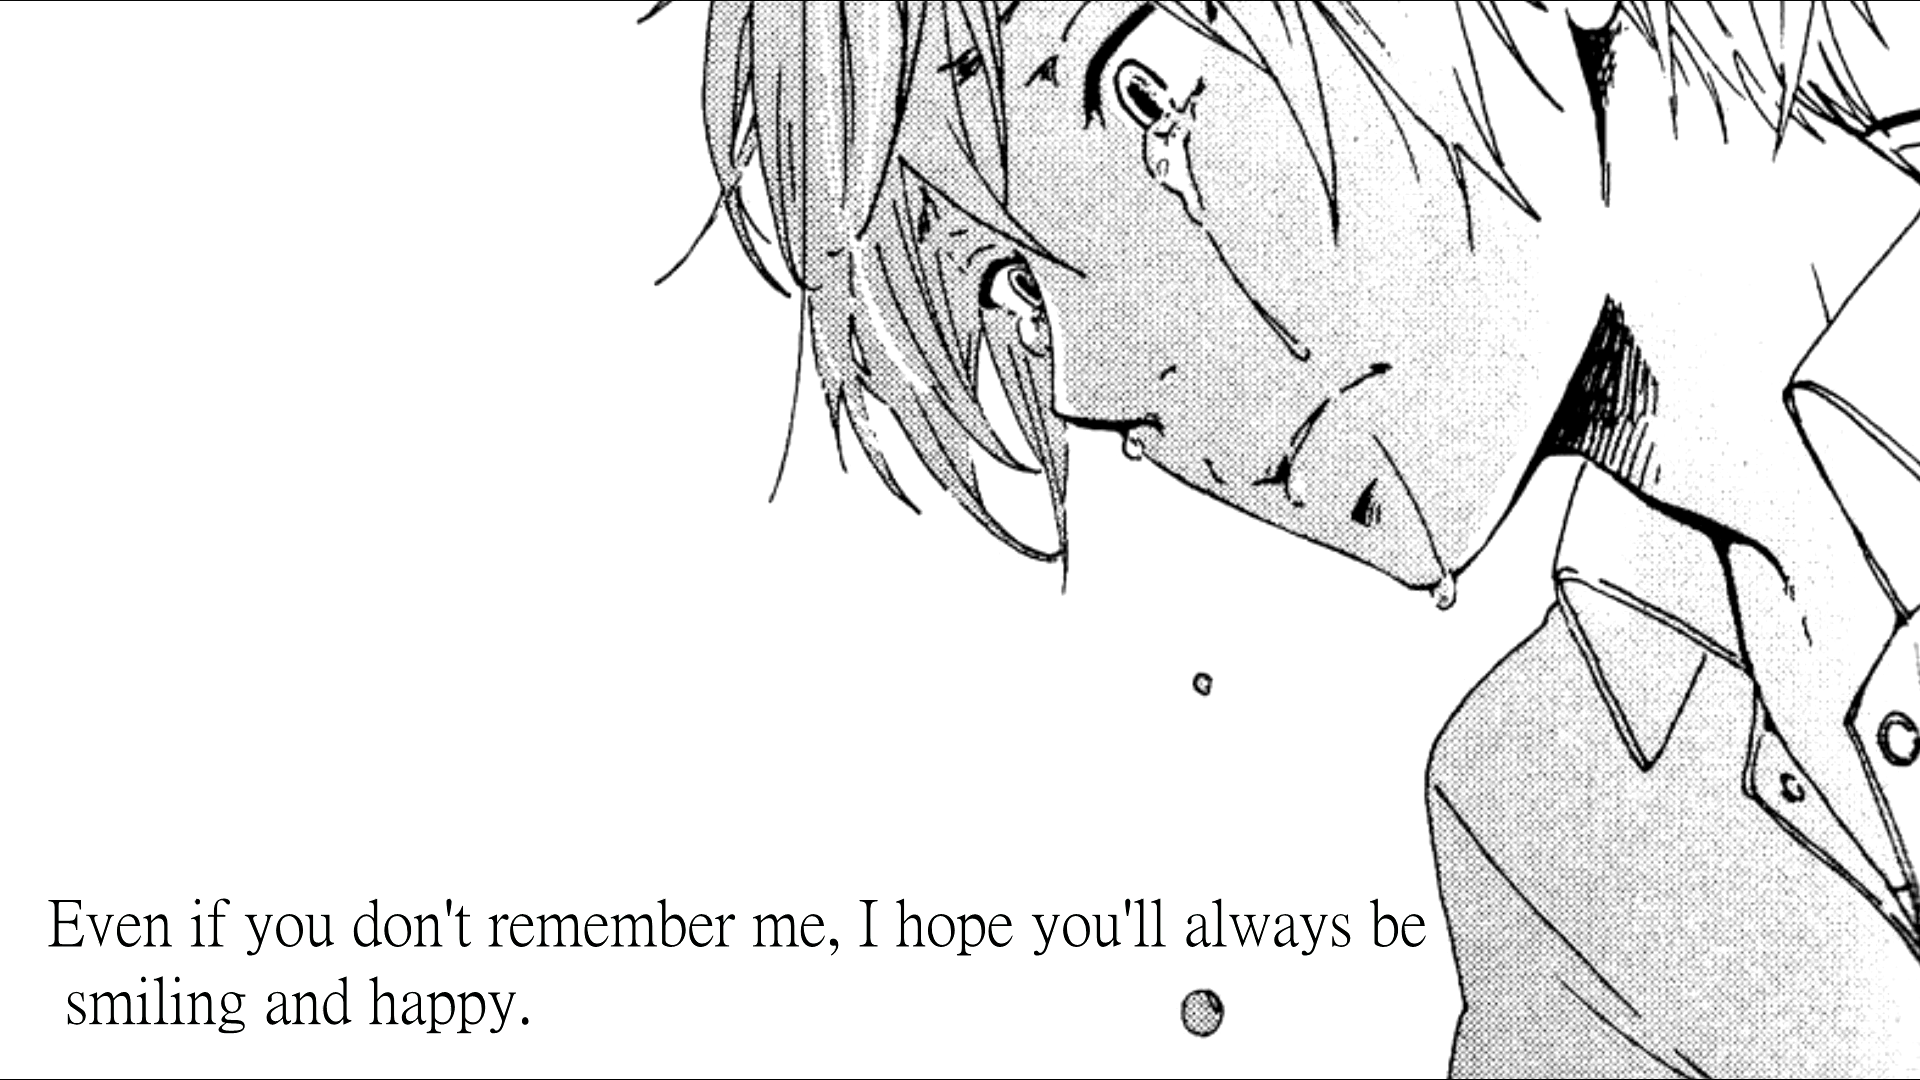 Even if you don't remember me, I hope you'll always be
smiling and happy.